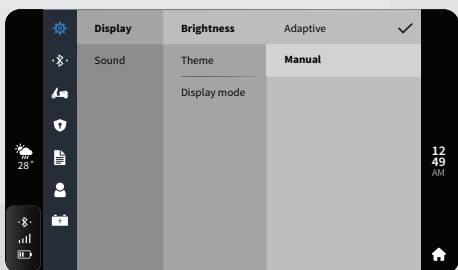 Display
Sound
Brightness
Theme
Display mode
Adaptive
Manual
28°
12
49
AM